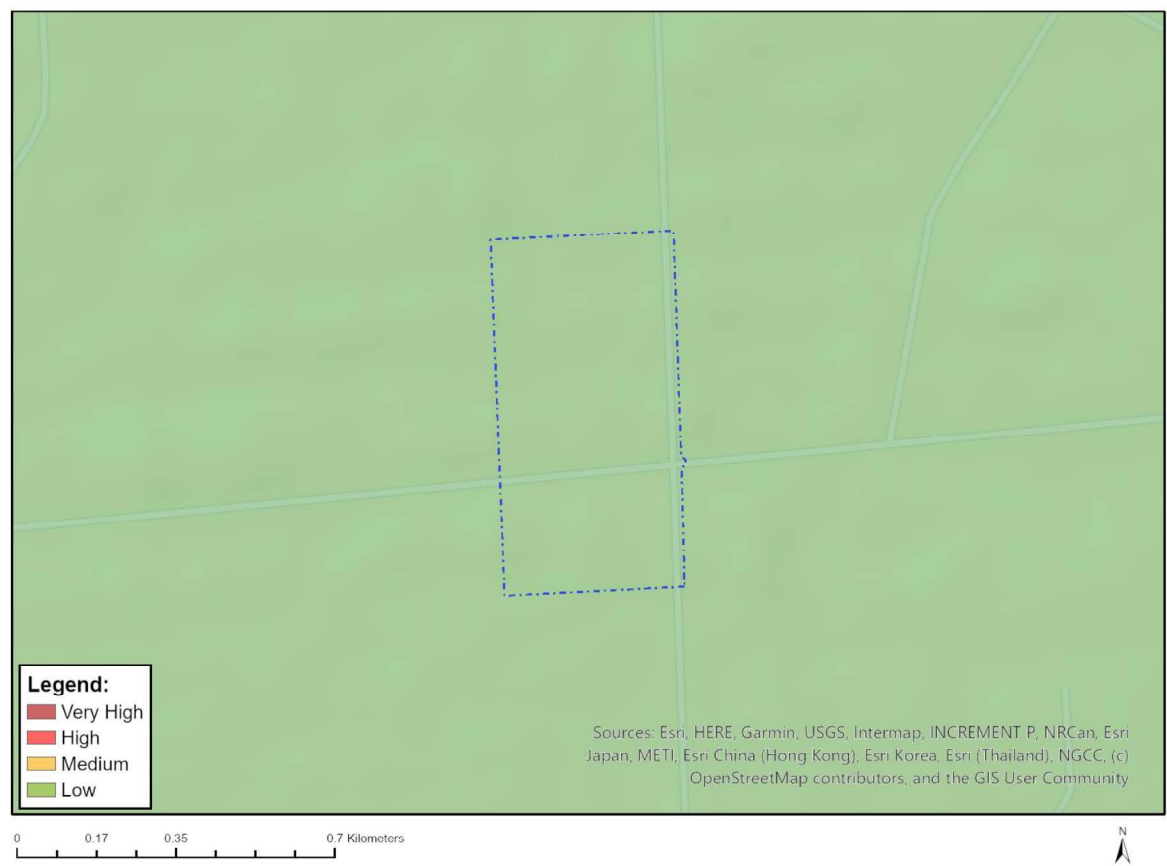 Legend:
Very High
High
Medium
Low
Sources: Esri, HERE, Garmin, USGS, Intermap, INCREMENT P, NRCan, Esri
Japan, METI, Esri China (Hong Kong), Esri Korea, Esri (Thailand), NGCC, (c)
OpenStreetMap contributors, and the GIS User Community
0 0.17 0.35 0.7 Kilometers
N